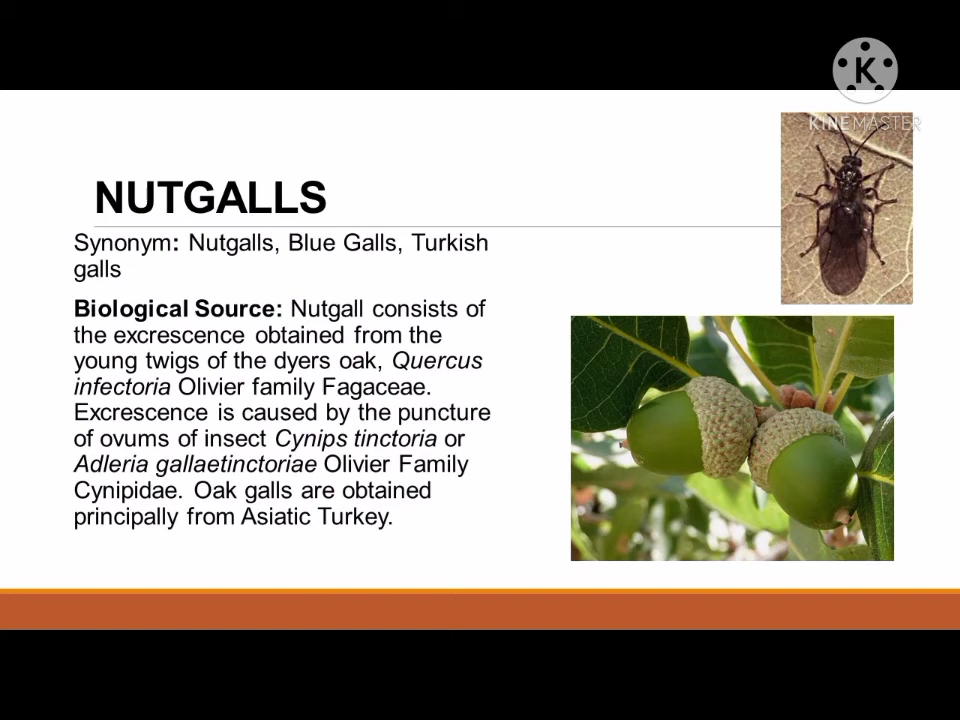 K
KINEMASTER
NUTGALLS
Synonym: Nutgalls, Blue Galls, Turkish
galls
Biological Source: Nutgall consists of
the excrescence obtained from the
young twigs of the dyers oak, Quercus
infectoria Olivier family Fagaceae.
Excrescence is caused by the puncture
of ovums of insect Cynips tinctoria or
Adleria gallaetinctoriae Olivier Family
Cynipidae. Oak galls are obtained
principally from Asiatic Turkey.